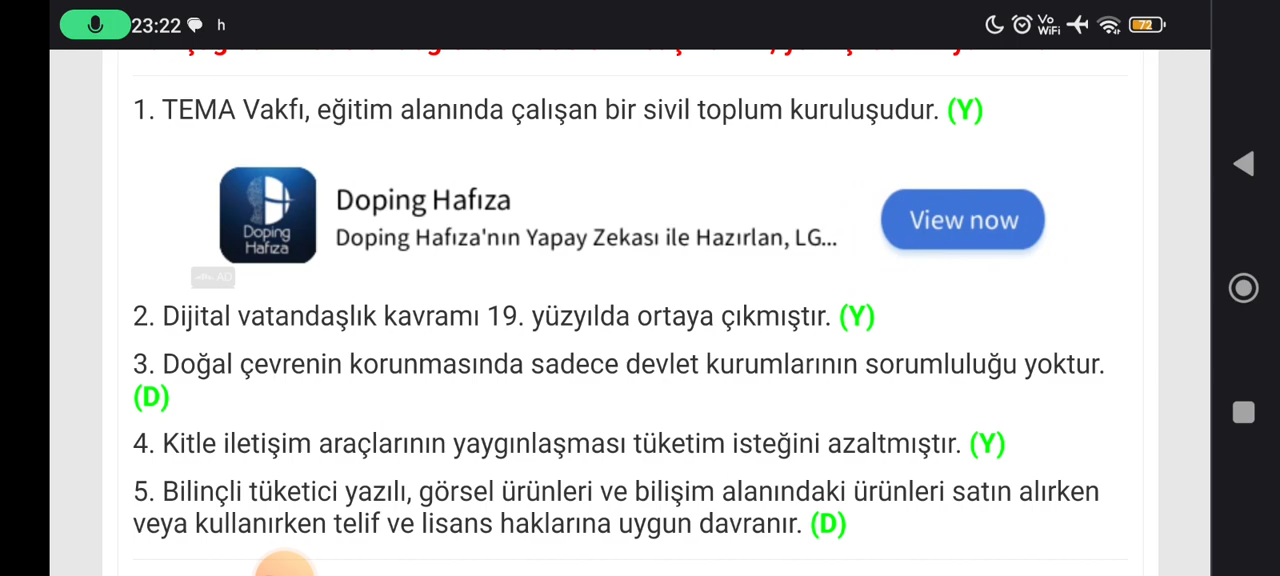 23:22 h Vo WiFi 72
1. TEMA Vakfı, eğitim alanında çalışan bir sivil toplum kuruluşudur. (Y)
Doping Hafıza
Doping Hafıza
Doping Hafıza'nın Yapay Zekası ile Hazırlan, LG...
View now
AD
2. Dijital vatandaşlık kavramı 19. yüzyılda ortaya çıkmıştır. (Y)
3. Doğal çevrenin korunmasında sadece devlet kurumlarının sorumluluğu yoktur.
(D)
4. Kitle iletişim araçlarının yaygınlaşması tüketim isteğini azaltmıştır. (Y)
5. Bilinçli tüketici yazılı, görsel ürünleri ve bilişim alanındaki ürünleri satın alırken
veya kullanırken telif ve lisans haklarına uygun davranır. (D)